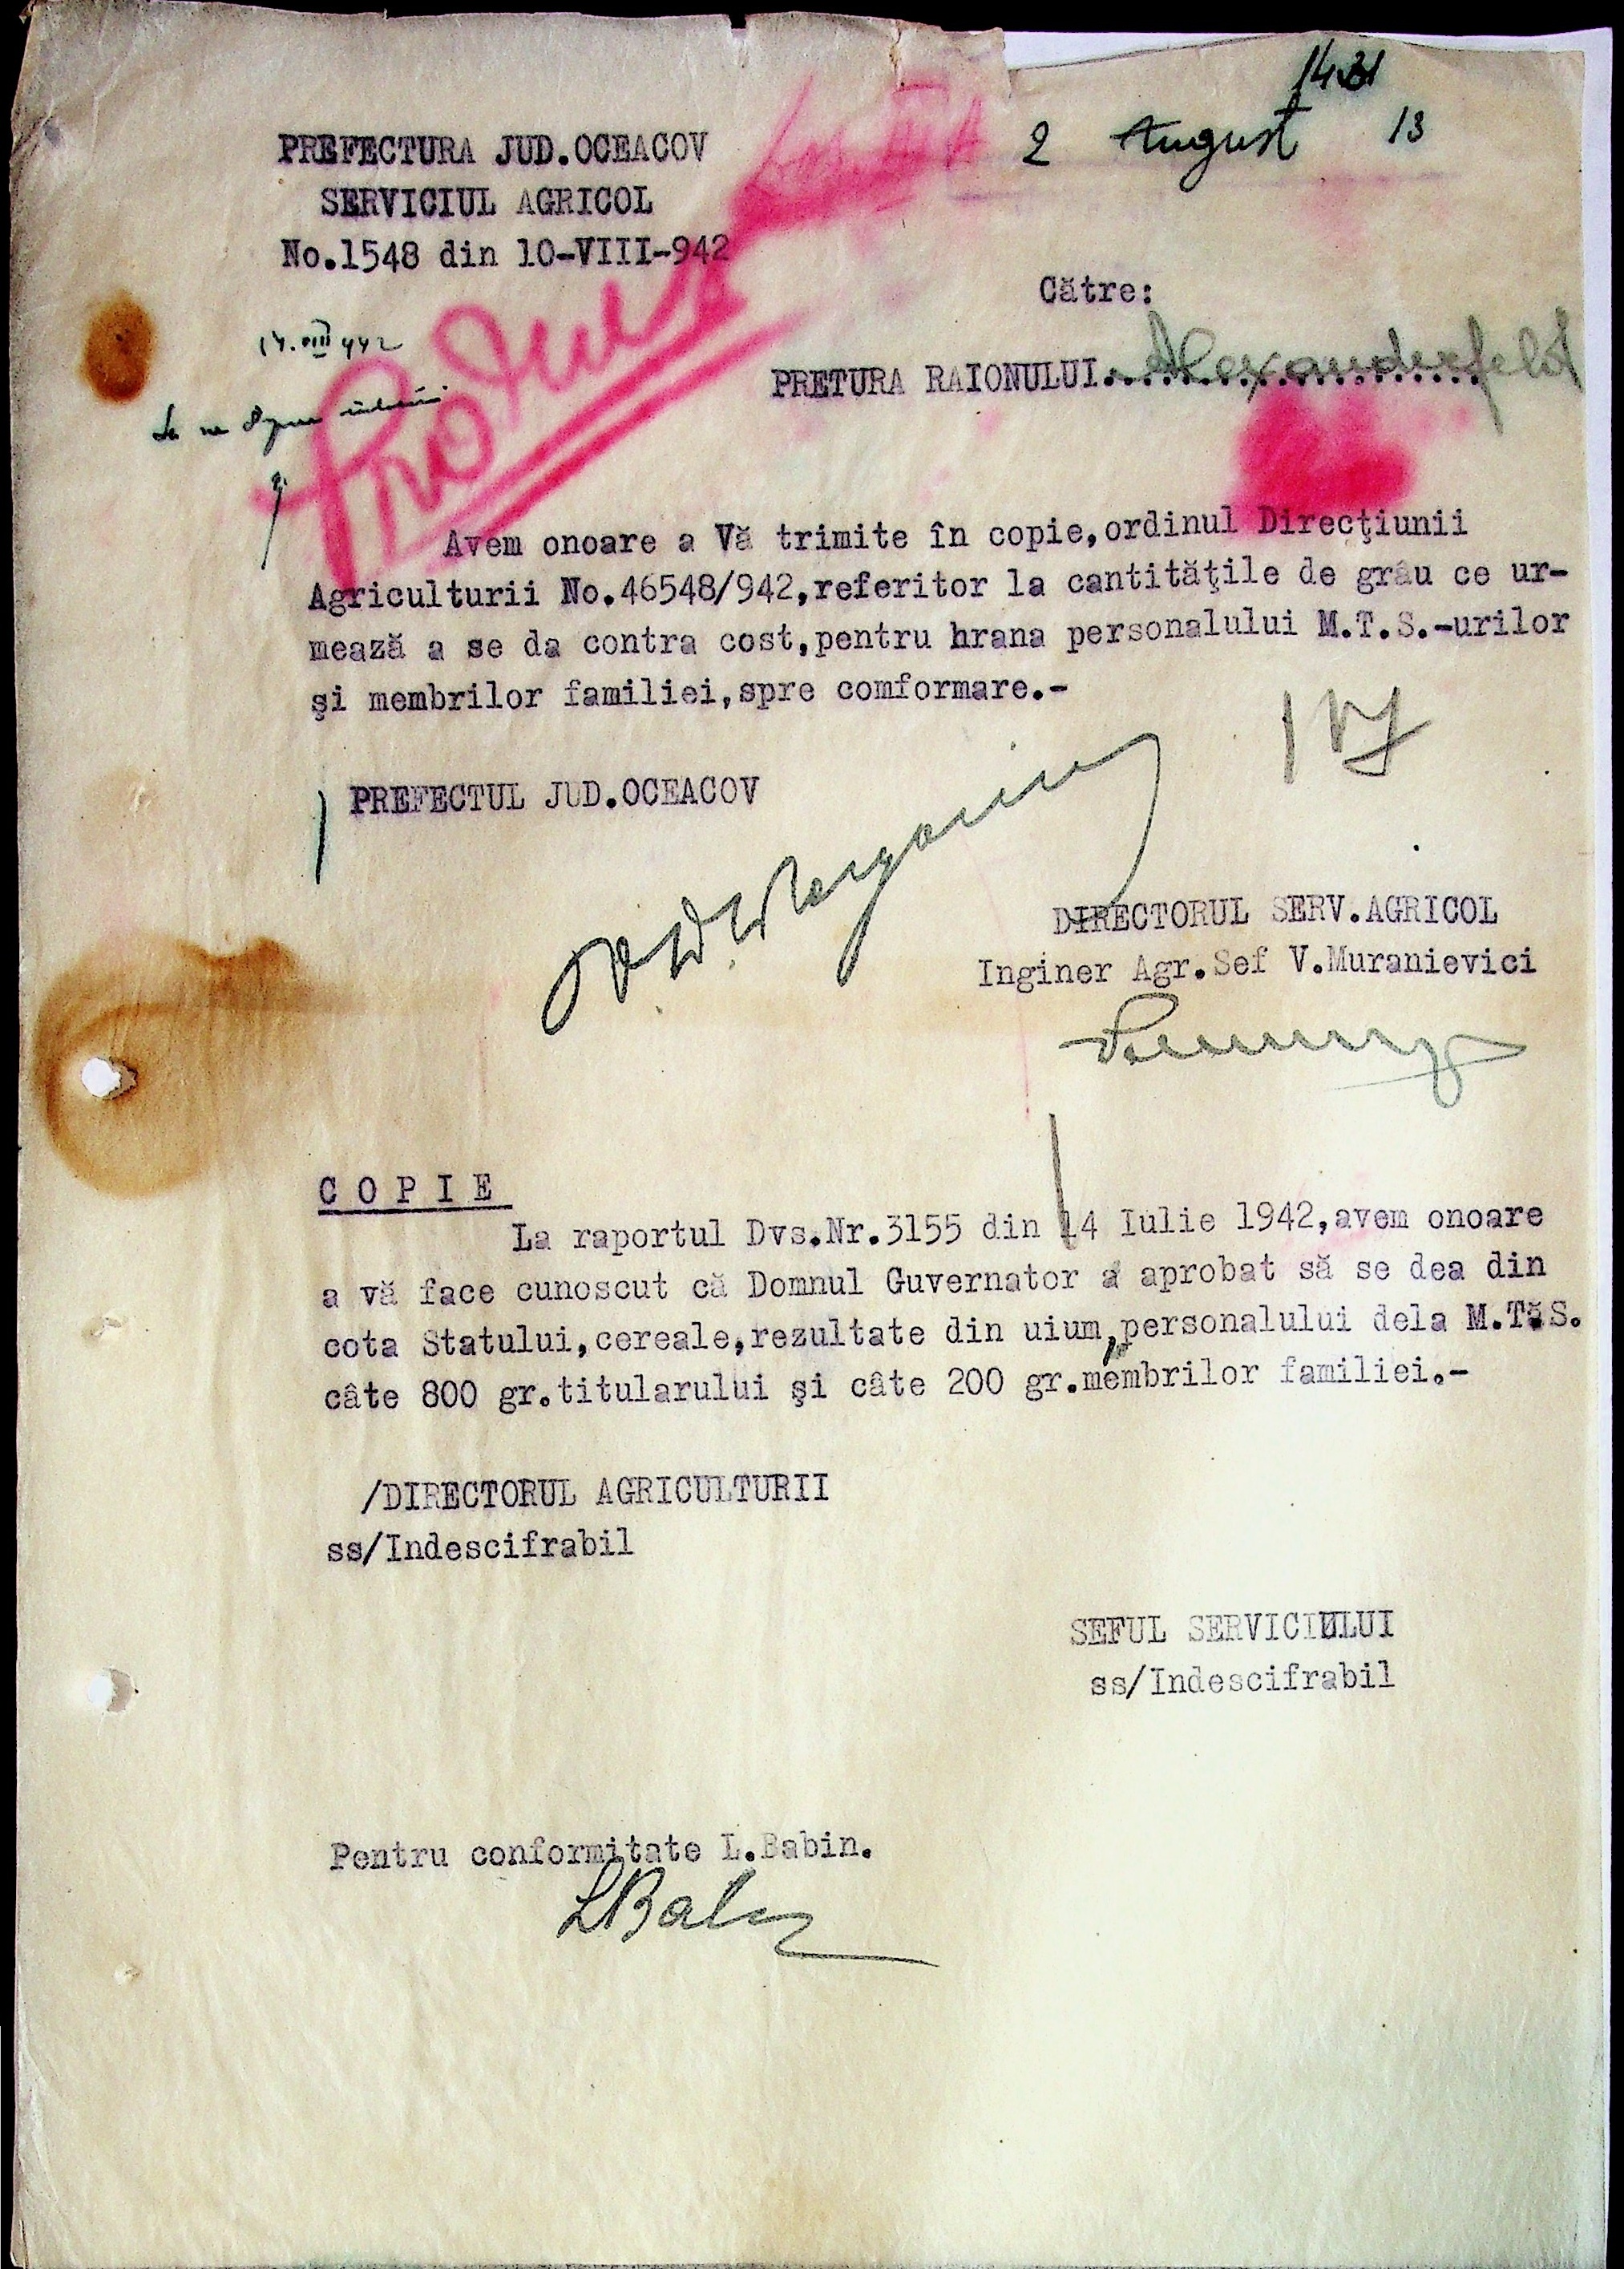 1431
2 August 13
PREFECTURA JUD.OCEACOV
SERVICIUL AGRICOL
No.1548 din 10-VIII-942
Către:
14.VIII 942
PRETURA RAIONULUI.....Alexanderfeld
Avem onoare a Vă trimite în copie,ordinul Direcţiunii
Agriculturii No.46548/942,referitor la cantităţile de grâu ce ur-
mează a se da contra cost,pentru hrana personalului M.T.S.-urilor
şi membrilor familiei,spre comformare.-
PREFECTUL JUD.OCEACOV
DIRECTORUL SERV.AGRICOL
Inginer Agr.Sef V.Muranievici
COPIE
La raportul Dvs.Nr.3155 din 14 Iulie 1942,avem onoare
a vă face cunoscut că Domnul Guvernator a aprobat să se dea din
cota Statului,cereale,rezultate din uium,personalului dela M.T.S.
câte 800 gr.titularului şi câte 200 gr.membrilor familiei.-
/DIRECTORUL AGRICULTURII
ss/Indescifrabil
SEFUL SERVICIULUI
ss/Indescifrabil
Pentru conformitate L.Babin.
LBabin